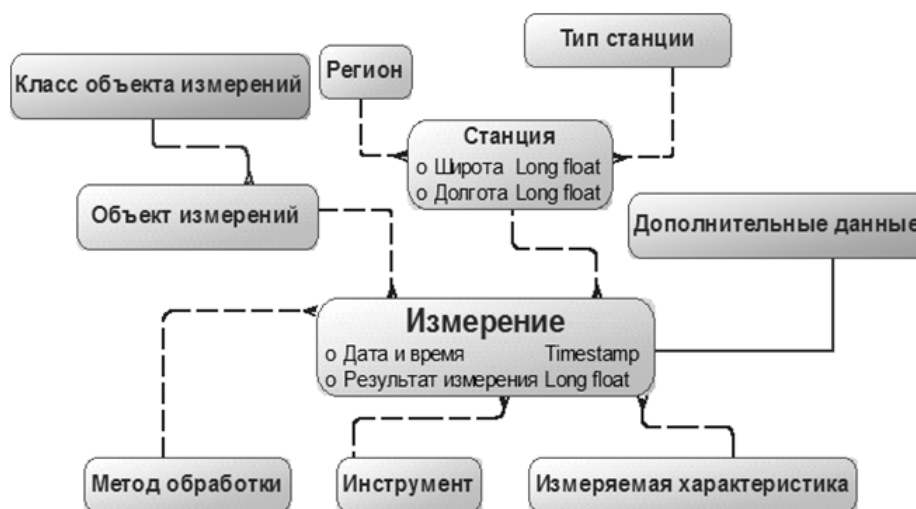 Тип станции
Класс объекта измерений
Регион
Станция
o Широта Long float
o Долгота Long float
Объект измерений
Дополнительные данные
Измерение
o Дата и время Timestamp
o Результат измерения Long float
Метод обработки
Инструмент
Измеряемая характеристика